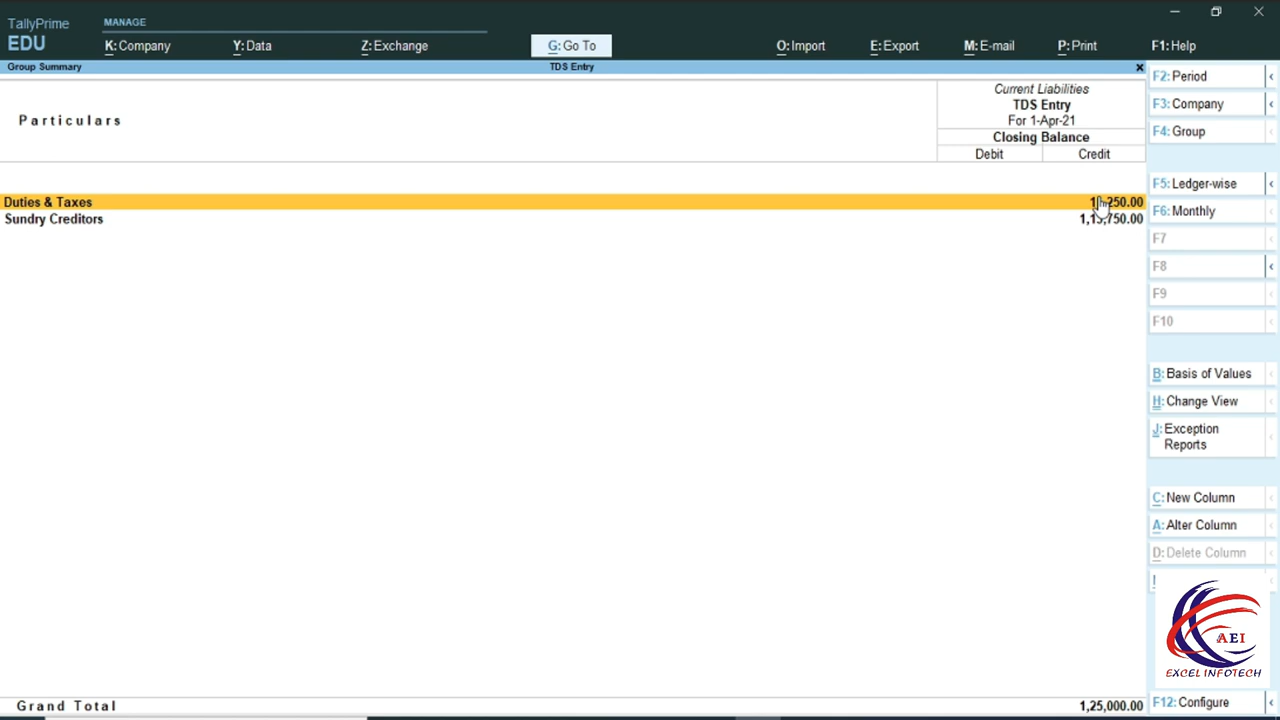 TallyPrime
EDU
MANAGE
K: Company
Y: Data
Z: Exchange
G: Go To
O: Import
E: Export
M: E-mail
P: Print
F1: Help
Group Summary
TDS Entry
Particulars
Current Liabilities
TDS Entry
For 1-Apr-21
Closing Balance
Debit Credit
Duties & Taxes
Sundry Creditors
Grand Total 1,25,000.00
F2: Period
F3: Company
F4: Group
F5: Ledger-wise
F6: Monthly
F7
F8
F9
F10
B: Basis of Values
H: Change View
J: Exception
Reports
C: New Column
A: Alter Column
D: Delete Column
AEI
EXCEL INFOTECH
F12: Configure